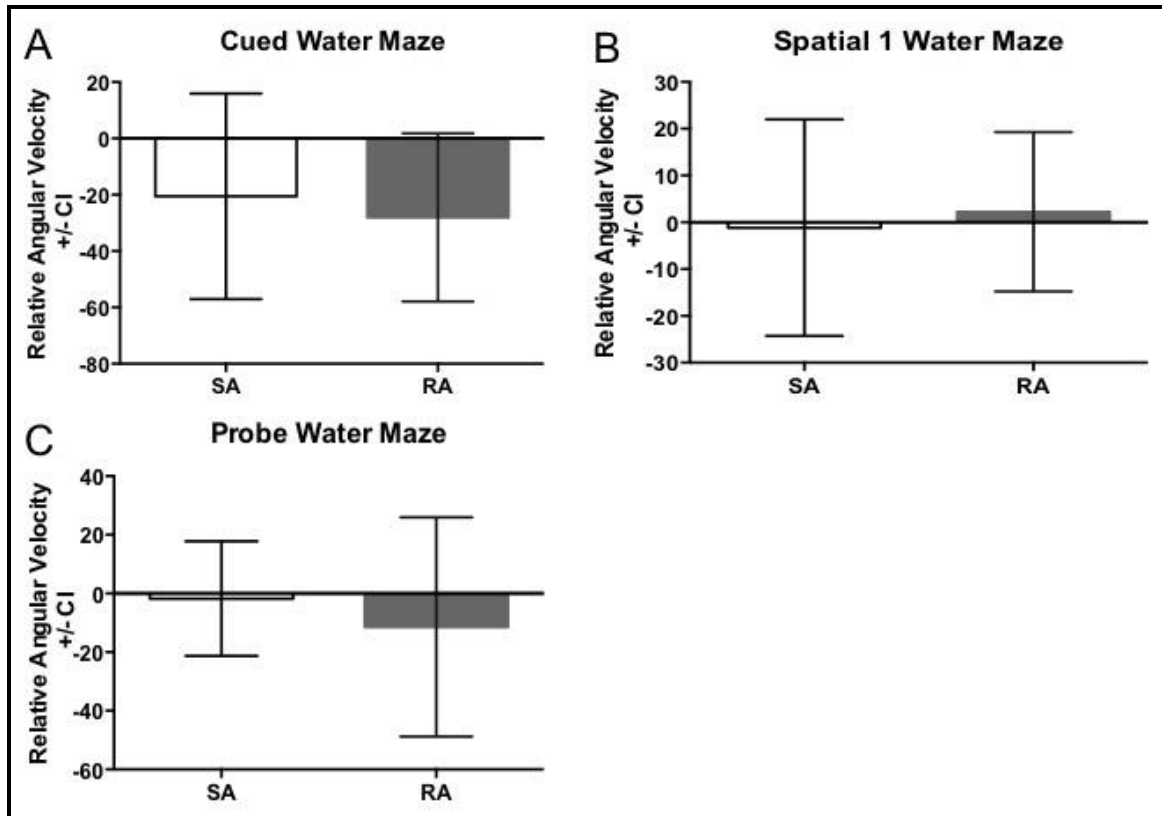 A
Cued Water Maze
Relative Angular Velocity
+/- CI
20
0
-20
-40
-60
-80
SA
RA
B
Spatial 1 Water Maze
Relative Angular Velocity
+/- CI
30
20
10
0
-10
-20
-30
SA
RA
C
Probe Water Maze
Relative Angular Velocity
+/- CI
40
20
0
-20
-40
-60
SA
RA